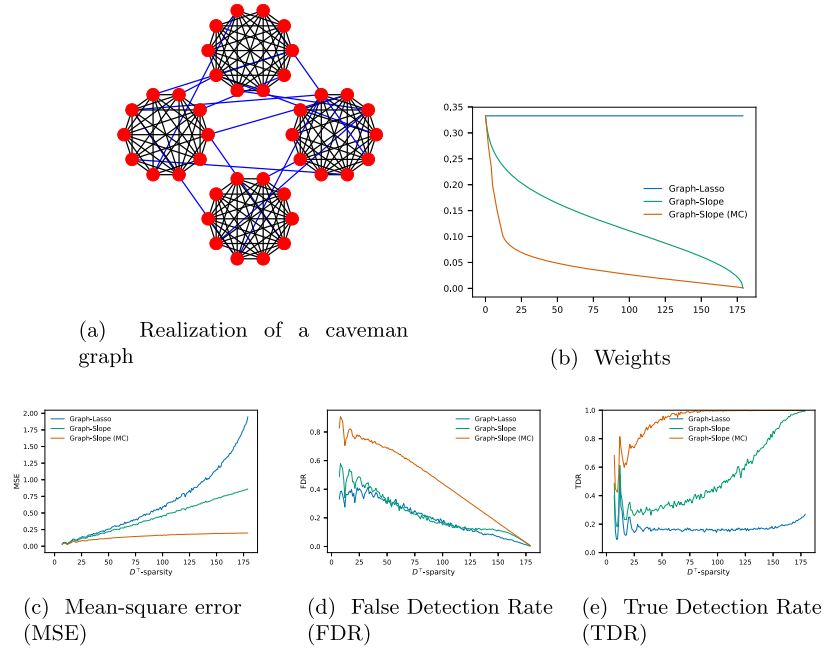 (a) Realization of a caveman
graph
0.35
0.30
0.25
0.20
0.15
0.10
0.05
0.00
Graph-Lasso
Graph-Slope
Graph-Slope (MC)
0 25 50 75 100 125 150 175
(b) Weights
2.00
1.75
1.50
1.25
1.00
0.75
0.50
0.25
0.00
MSE
Graph-Lasso
Graph-Slope
Graph-Slope (MC)
0 25 50 75 100 125 150 175
D⊤-sparsity
(c) Mean-square error
(MSE)
0.8
0.6
0.4
0.2
0.0
FDR
Graph-Lasso
Graph-Slope
Graph-Slope (MC)
0 25 50 75 100 125 150 175
D⊤-sparsity
(d) False Detection Rate
(FDR)
1.0
0.8
0.6
0.4
0.2
0.0
TDR
Graph-Lasso
Graph-Slope
Graph-Slope (MC)
0 25 50 75 100 125 150 175
D⊤-sparsity
(e) True Detection Rate
(TDR)